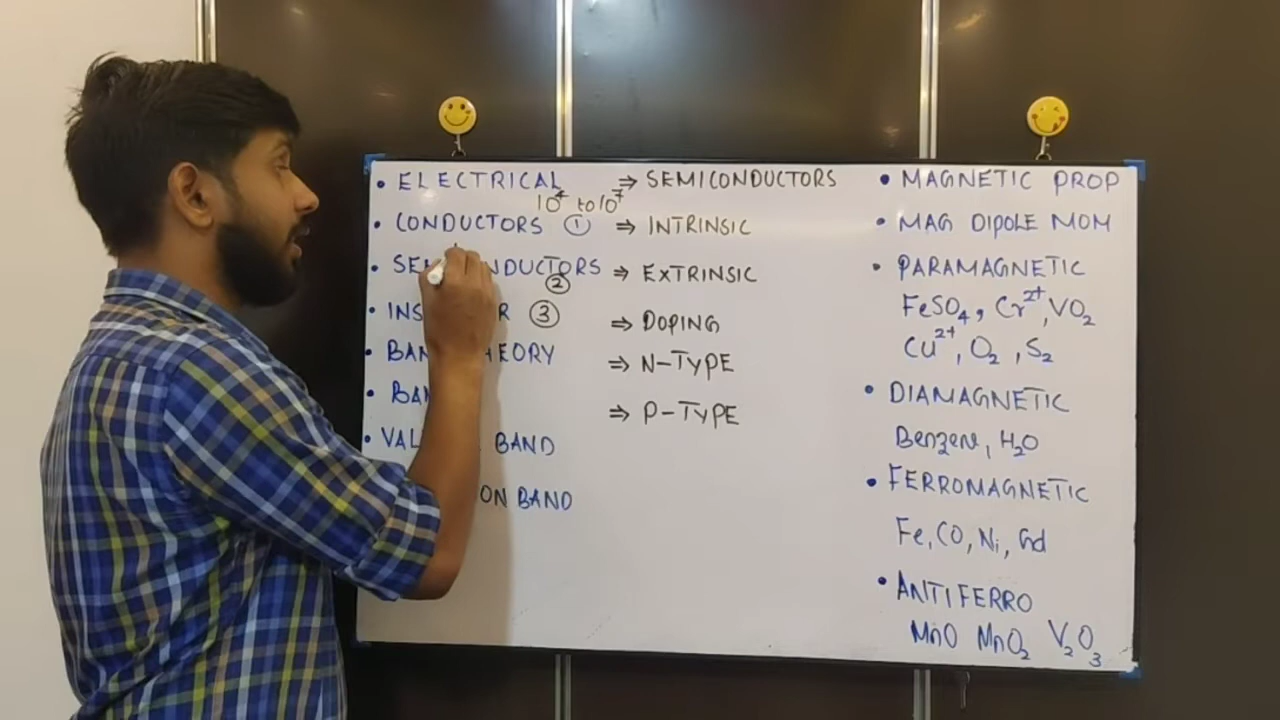 • ELECTRICAL
10⁴ to 10⁷
• CONDUCTORS ①
• SE NDUCTORS
②
• INS R ③
• BAN HEORY
• BAN
• VAL BAND
ON BAND
⇒ SEMICONDUCTORS
⇒ INTRINSIC
⇒ EXTRINSIC
⇒ DOPING
⇒ N-TYPE
⇒ P-TYPE
• MAGNETIC PROP
• MAG DIPOLE MOM
• PARAMAGNETIC
FeSO₄, Cr²⁺, VO₂
Cu²⁺, O₂, S₂
• DIAMAGNETIC
Benzene, H₂O
• FERROMAGNETIC
Fe, CO, Ni, Gd
• ANTIFERRO
MnO MnO₂ V₂O₃